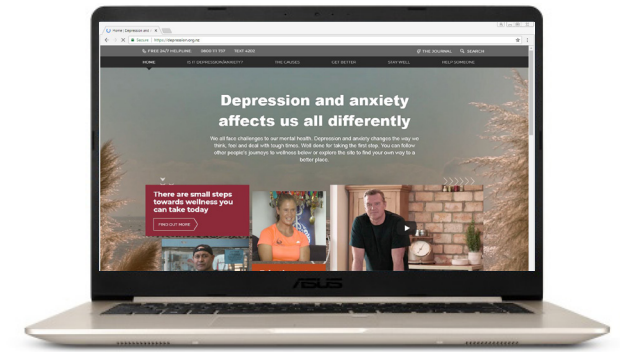 Home | Depression and
Secure | https://depression.org.nz
FREE 24/7 HELPLINE 0800 111 757 TEXT 4202
THE JOURNAL SEARCH
HOME IS IT DEPRESSION/ANXIETY? THE CAUSES GET BETTER STAY WELL HELP SOMEONE
Depression and anxiety
affects us all differently
We all face challenges to our mental health. Depression and anxiety changes the way we
think, feel and deal with tough times. Well done for taking the first step. You can follow
other people's journeys to wellness below or explore the site to find your own way to a
better place.
There are small steps
towards wellness you
can take today
FIND OUT MORE
ASUS